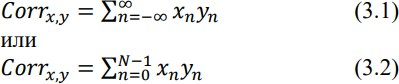 Corr_{x,y} = ∑_{n=-∞}^{∞} x_n y_n (3.1)
или
Corr_{x,y} = ∑_{n=0}^{N-1} x_n y_n (3.2)